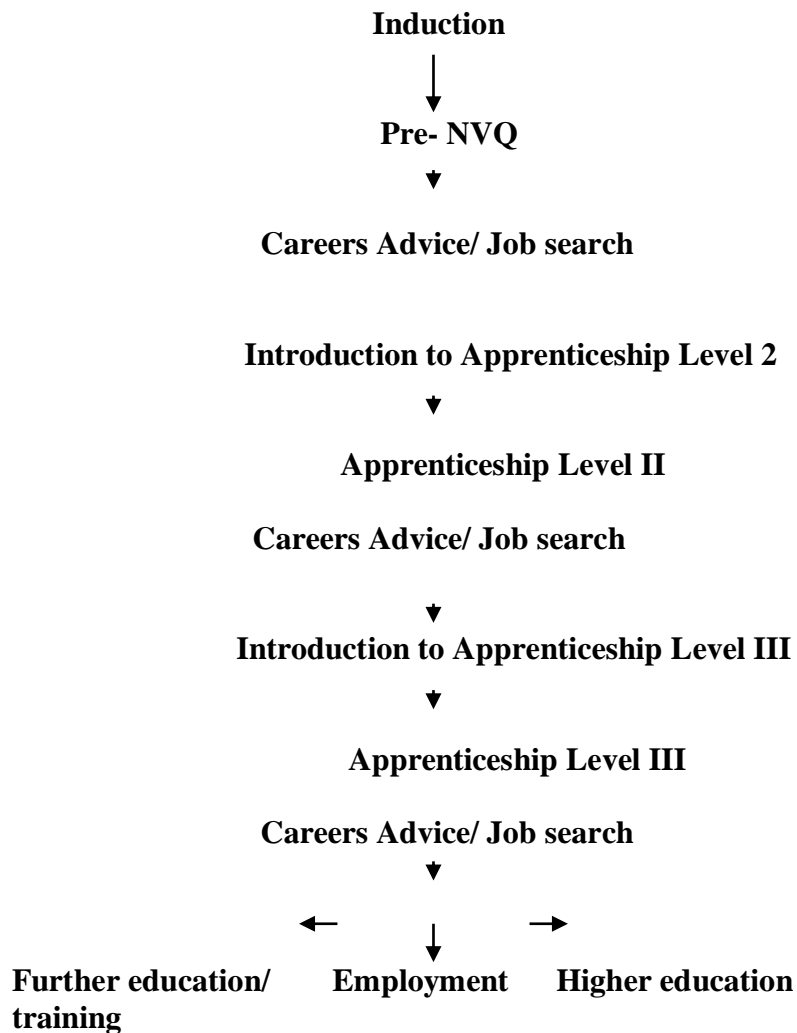 Induction
Pre- NVQ
Careers Advice/ Job search
Introduction to Apprenticeship Level 2
Apprenticeship Level II
Careers Advice/ Job search
Introduction to Apprenticeship Level III
Apprenticeship Level III
Careers Advice/ Job search
Further education/ Employment Higher education
training